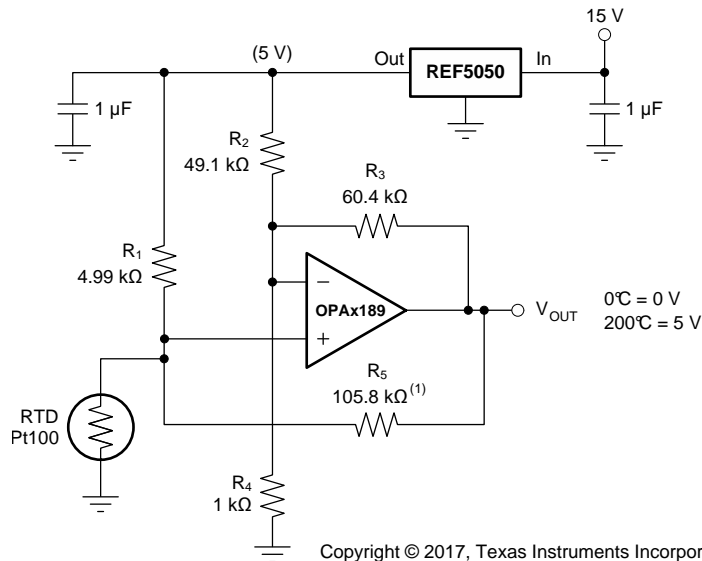 15 V
(5 V)
Out
REF5050
In
1 µF
1 µF
R2
49.1 kΩ
R3
60.4 kΩ
R1
4.99 kΩ
−
OPAx189
+
VOUT
0°C = 0 V
200°C = 5 V
R5
105.8 kΩ(1)
RTD
Pt100
R4
1 kΩ
Copyright © 2017, Texas Instruments Incorpor